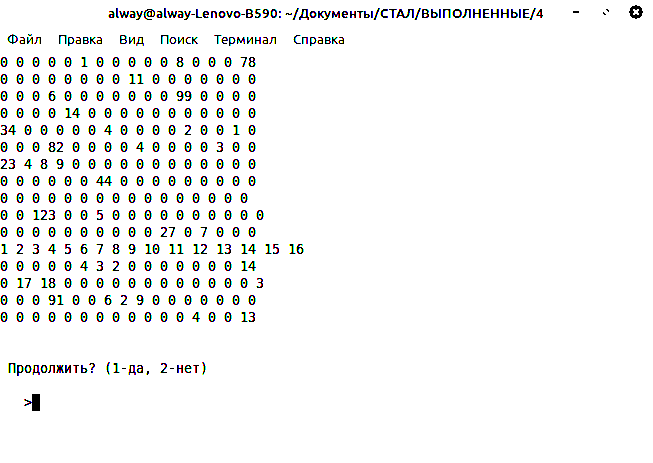 alway@alway-Lenovo-B590: ~/Документы/СТАЛ/ВЫПОЛНЕННЫЕ/4
Файл Правка Вид Поиск Терминал Справка
0 0 0 0 0 1 0 0 0 0 0 8 0 0 0 78
0 0 0 0 0 0 0 0 11 0 0 0 0 0 0 0
0 0 0 6 0 0 0 0 0 0 0 99 0 0 0 0
0 0 0 0 14 0 0 0 0 0 0 0 0 0 0 0
34 0 0 0 0 0 4 0 0 0 0 2 0 0 1 0
0 0 0 82 0 0 0 0 4 0 0 0 0 3 0 0
23 4 8 9 0 0 0 0 0 0 0 0 0 0 0 0
0 0 0 0 0 0 44 0 0 0 0 0 0 0 0 0
0 0 0 0 0 0 0 0 0 0 0 0 0 0 0 0
0 0 123 0 0 5 0 0 0 0 0 0 0 0 0 0
0 0 0 0 0 0 0 0 0 0 27 0 7 0 0 0
1 2 3 4 5 6 7 8 9 10 11 12 13 14 15 16
0 0 0 0 0 4 3 2 0 0 0 0 0 0 0 14
0 17 18 0 0 0 0 0 0 0 0 0 0 0 0 3
0 0 0 91 0 0 6 2 9 0 0 0 0 0 0 0
0 0 0 0 0 0 0 0 0 0 0 0 4 0 0 13
Продолжить? (1-да, 2-нет)
>